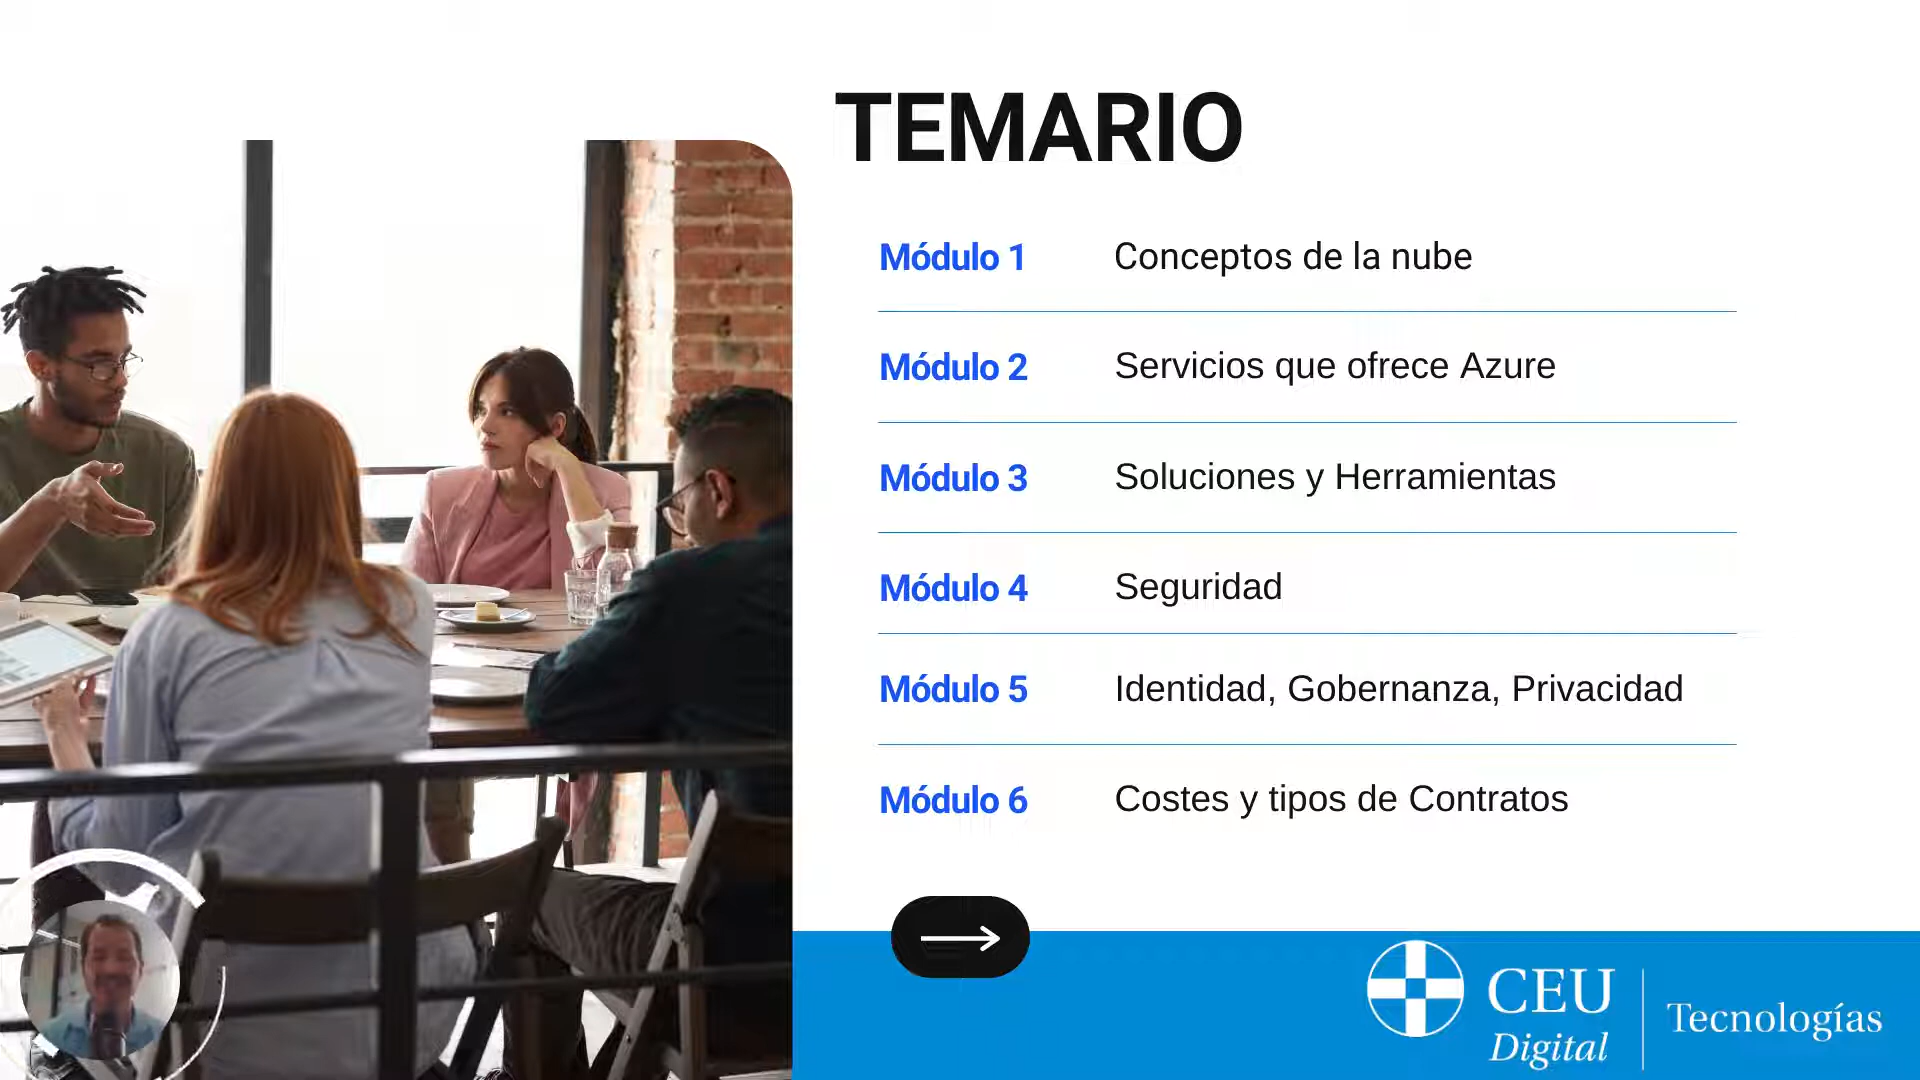 TEMARIO
Módulo 1 Conceptos de la nube
Módulo 2 Servicios que ofrece Azure
Módulo 3 Soluciones y Herramientas
Módulo 4 Seguridad
Módulo 5 Identidad, Gobernanza, Privacidad
Módulo 6 Costes y tipos de Contratos
CEU
Digital
Tecnologías